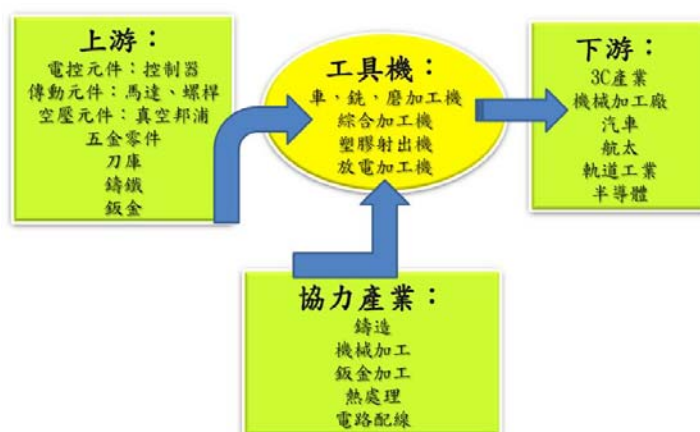 上游：
電控元件：控制器
傳動元件：馬達、螺桿
空壓元件：真空邦浦
五金零件
刀庫
鑄鐵
鈑金
工具機：
車、銑、磨加工機
綜合加工機
塑膠射出機
放電加工機
下游：
3C產業
機械加工廠
汽車
航太
軌道工業
半導體
協力產業：
鑄造
機械加工
鈑金加工
熱處理
電路配線